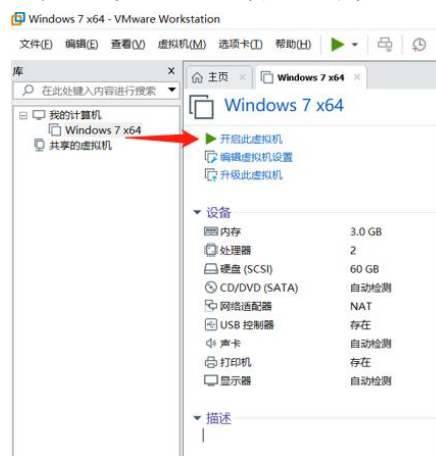 Windows 7 x64 - VMware Workstation
文件(F) 编辑(E) 查看(V) 虚拟机(M) 选项卡(T) 帮助(H)
库
在此处键入内容进行搜索
我的计算机
Windows 7 x64
共享的虚拟机
主页 Windows 7 x64
Windows 7 x64
开启此虚拟机
编辑虚拟机设置
升级此虚拟机
设备
内存 3.0 GB
处理器 2
硬盘 (SCSI) 60 GB
CD/DVD (SATA) 自动检测
网络适配器 NAT
USB 控制器 存在
声卡 自动检测
打印机 存在
显示器 自动检测
描述